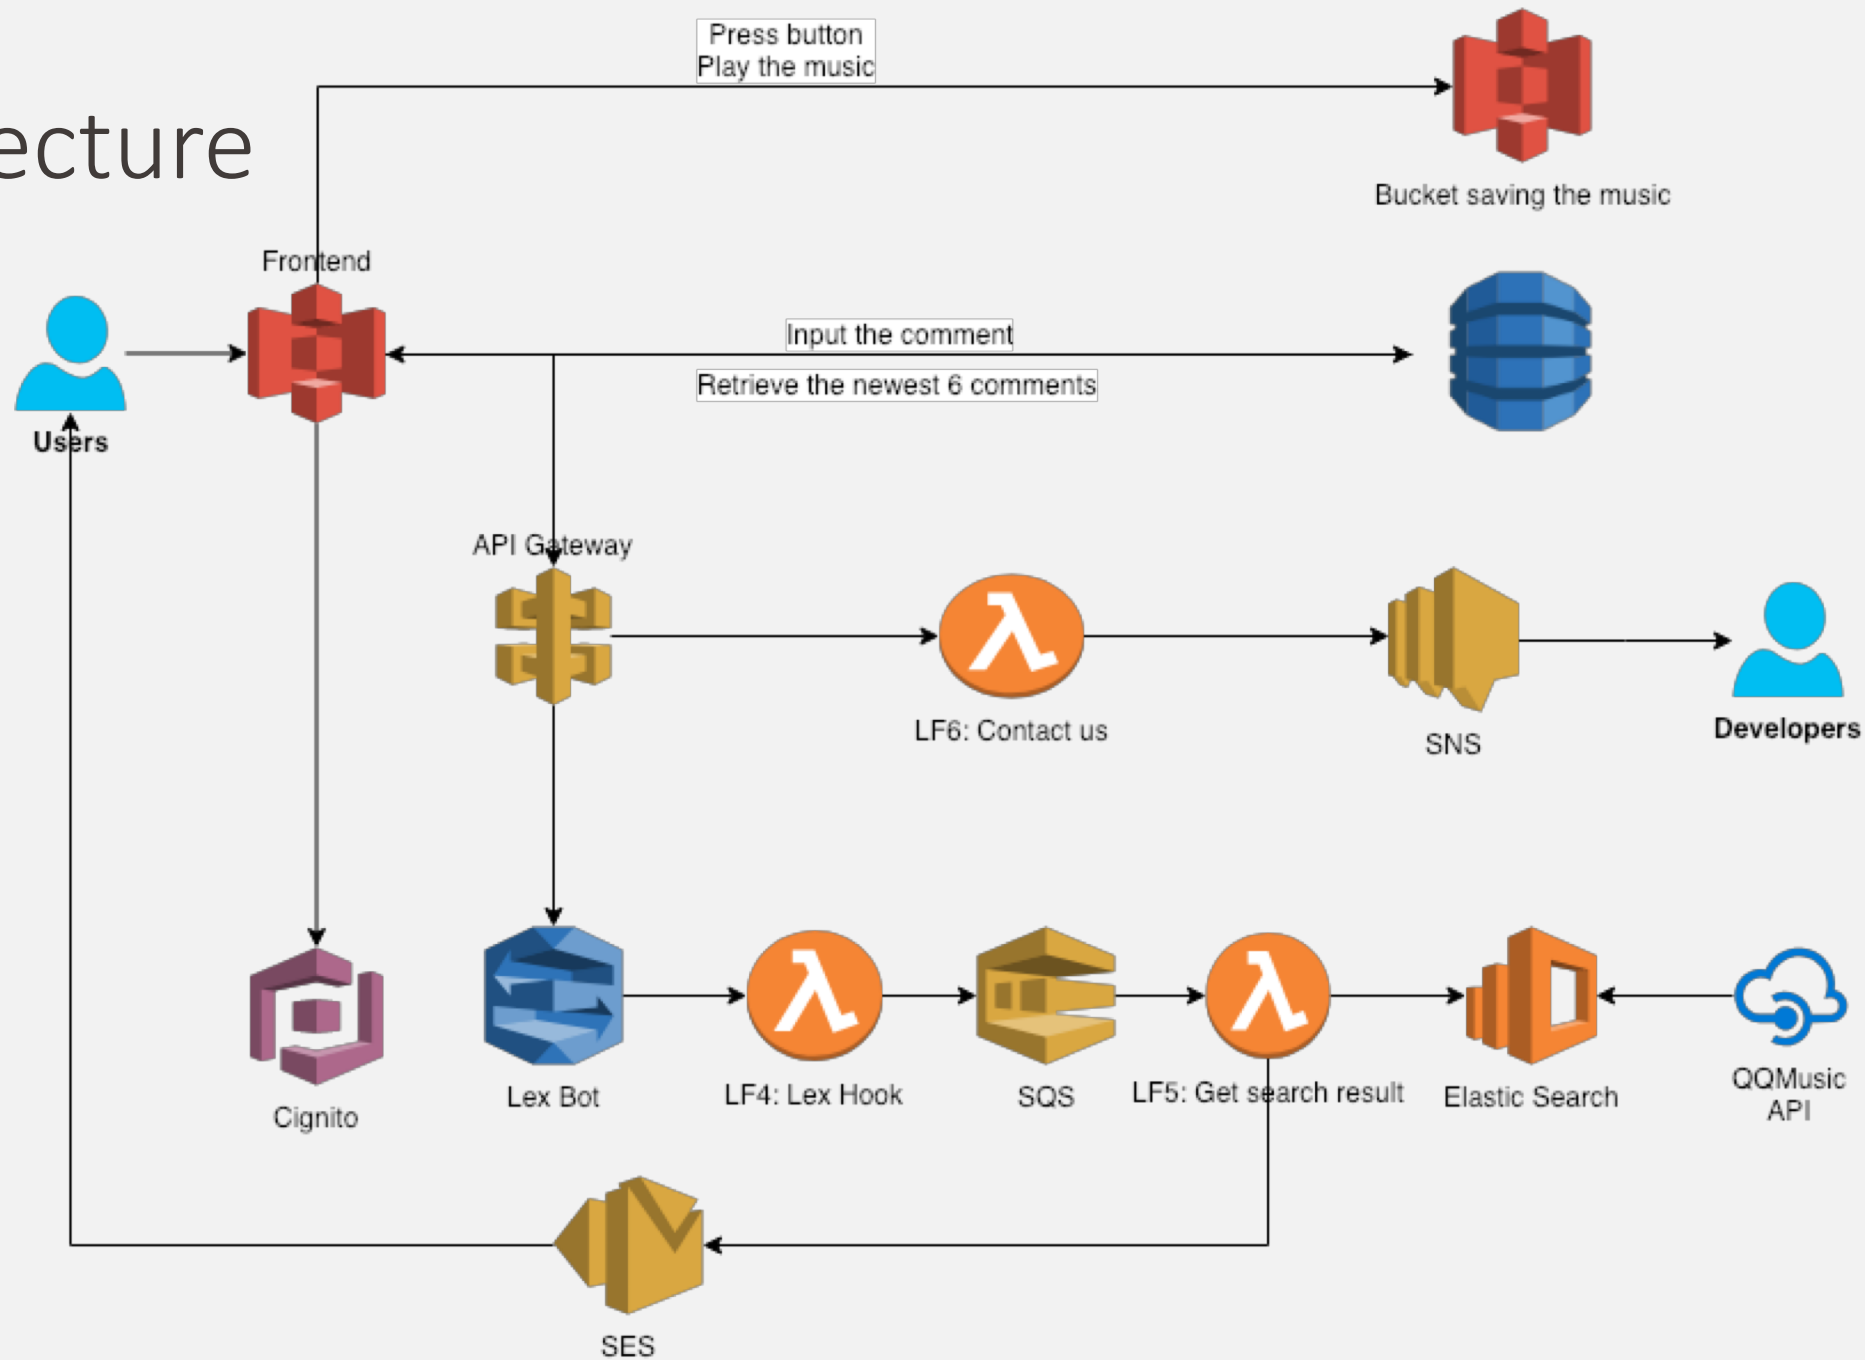 Press button
Play the music
ecture
Bucket saving the music
Frontend
Input the comment
Retrieve the newest 6 comments
Users
API Gateway
LF6: Contact us
SNS
Developers
Cignito
Lex Bot
LF4: Lex Hook
SQS
LF5: Get search result
Elastic Search
QQMusic
API
SES